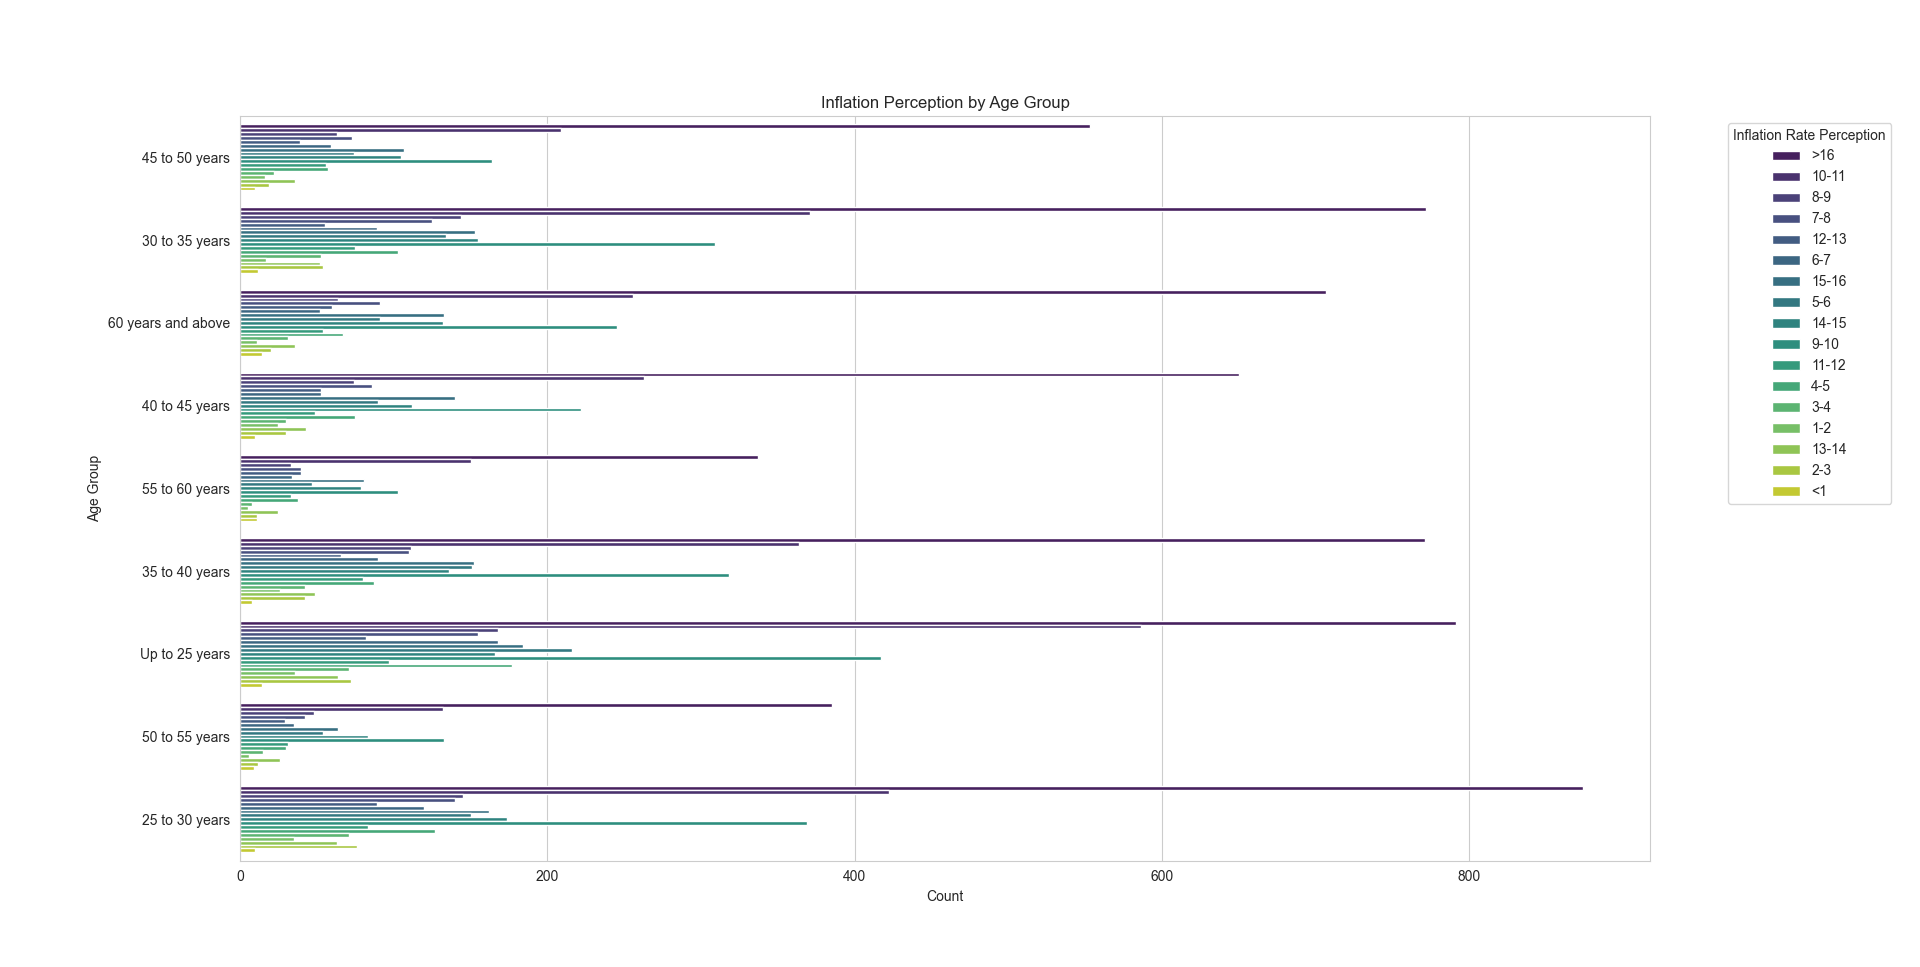 Inflation Perception by Age Group
Age Group
45 to 50 years
30 to 35 years
60 years and above
40 to 45 years
55 to 60 years
35 to 40 years
Up to 25 years
50 to 55 years
25 to 30 years
0 200 400 600 800
Count
Inflation Rate Perception
>16
10-11
8-9
7-8
12-13
6-7
15-16
5-6
14-15
9-10
11-12
4-5
3-4
1-2
13-14
2-3
<1